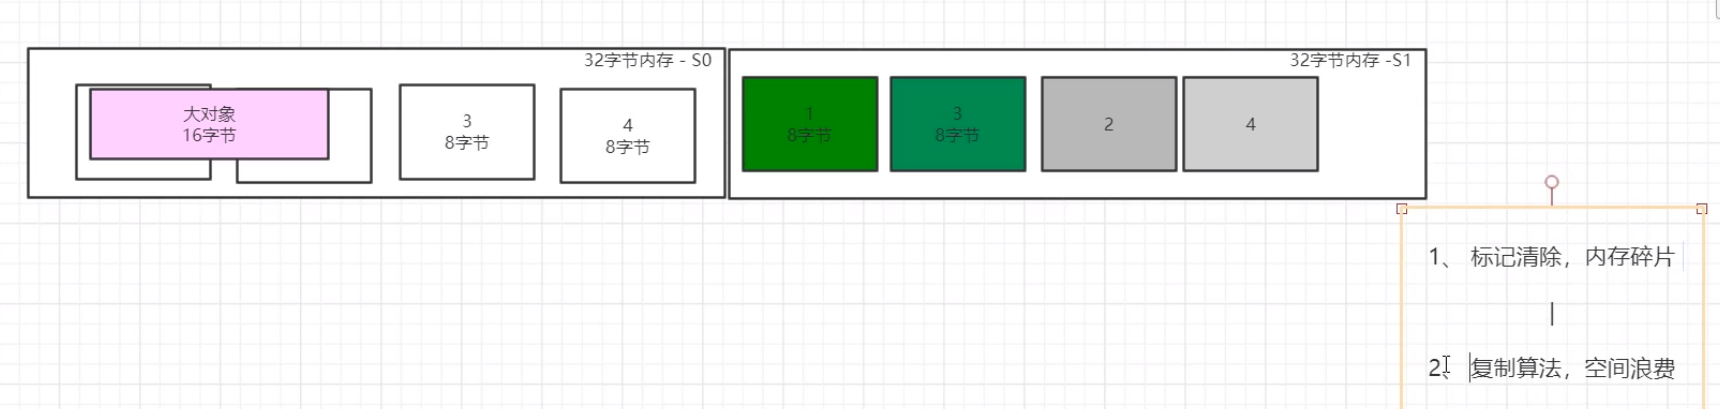 32字节内存 - S0
大对象
16字节
3
8字节
4
8字节
32字节内存 -S1
1
8字节
3
8字节
2
4
1、 标记清除，内存碎片
|
2、 复制算法，空间浪费